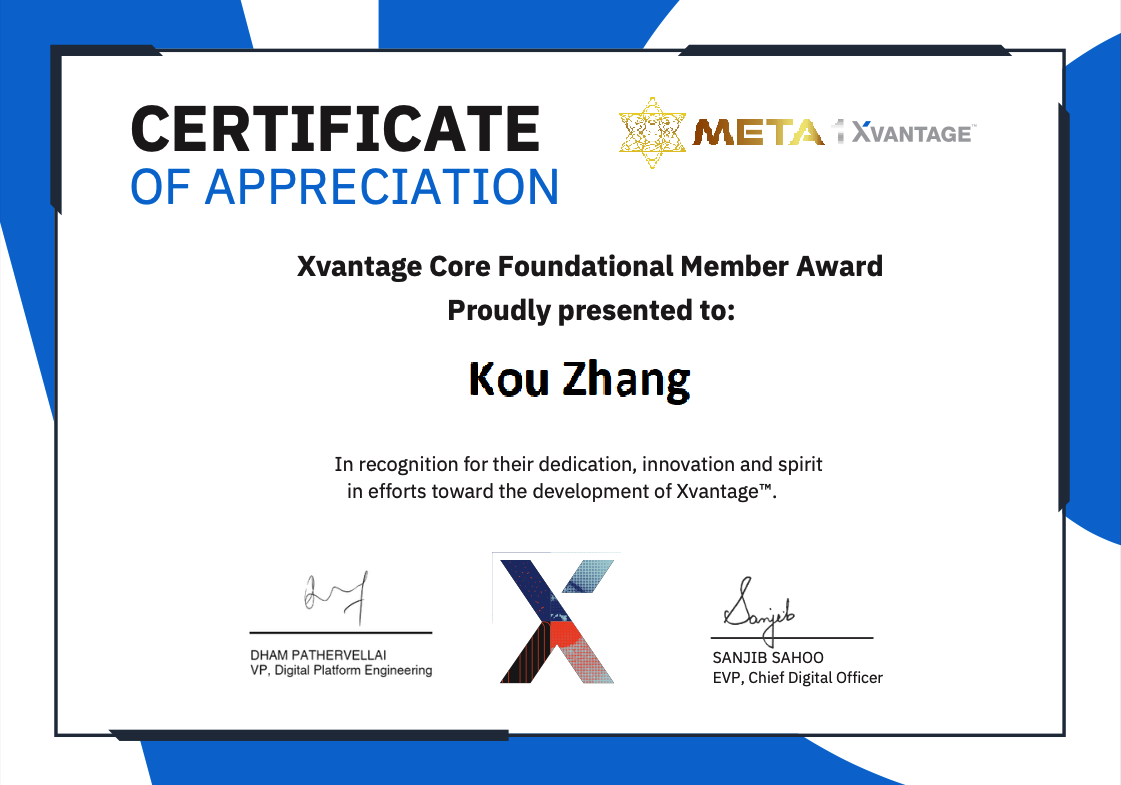 CERTIFICATE
OF APPRECIATION
META 1 XVANTAGE™
Xvantage Core Foundational Member Award
Proudly presented to:
Kou Zhang
In recognition for their dedication, innovation and spirit
in efforts toward the development of Xvantage™.
Sanjib
DHAM PATHERVELLAI
VP, Digital Platform Engineering
SANJIB SAHOO
EVP, Chief Digital Officer